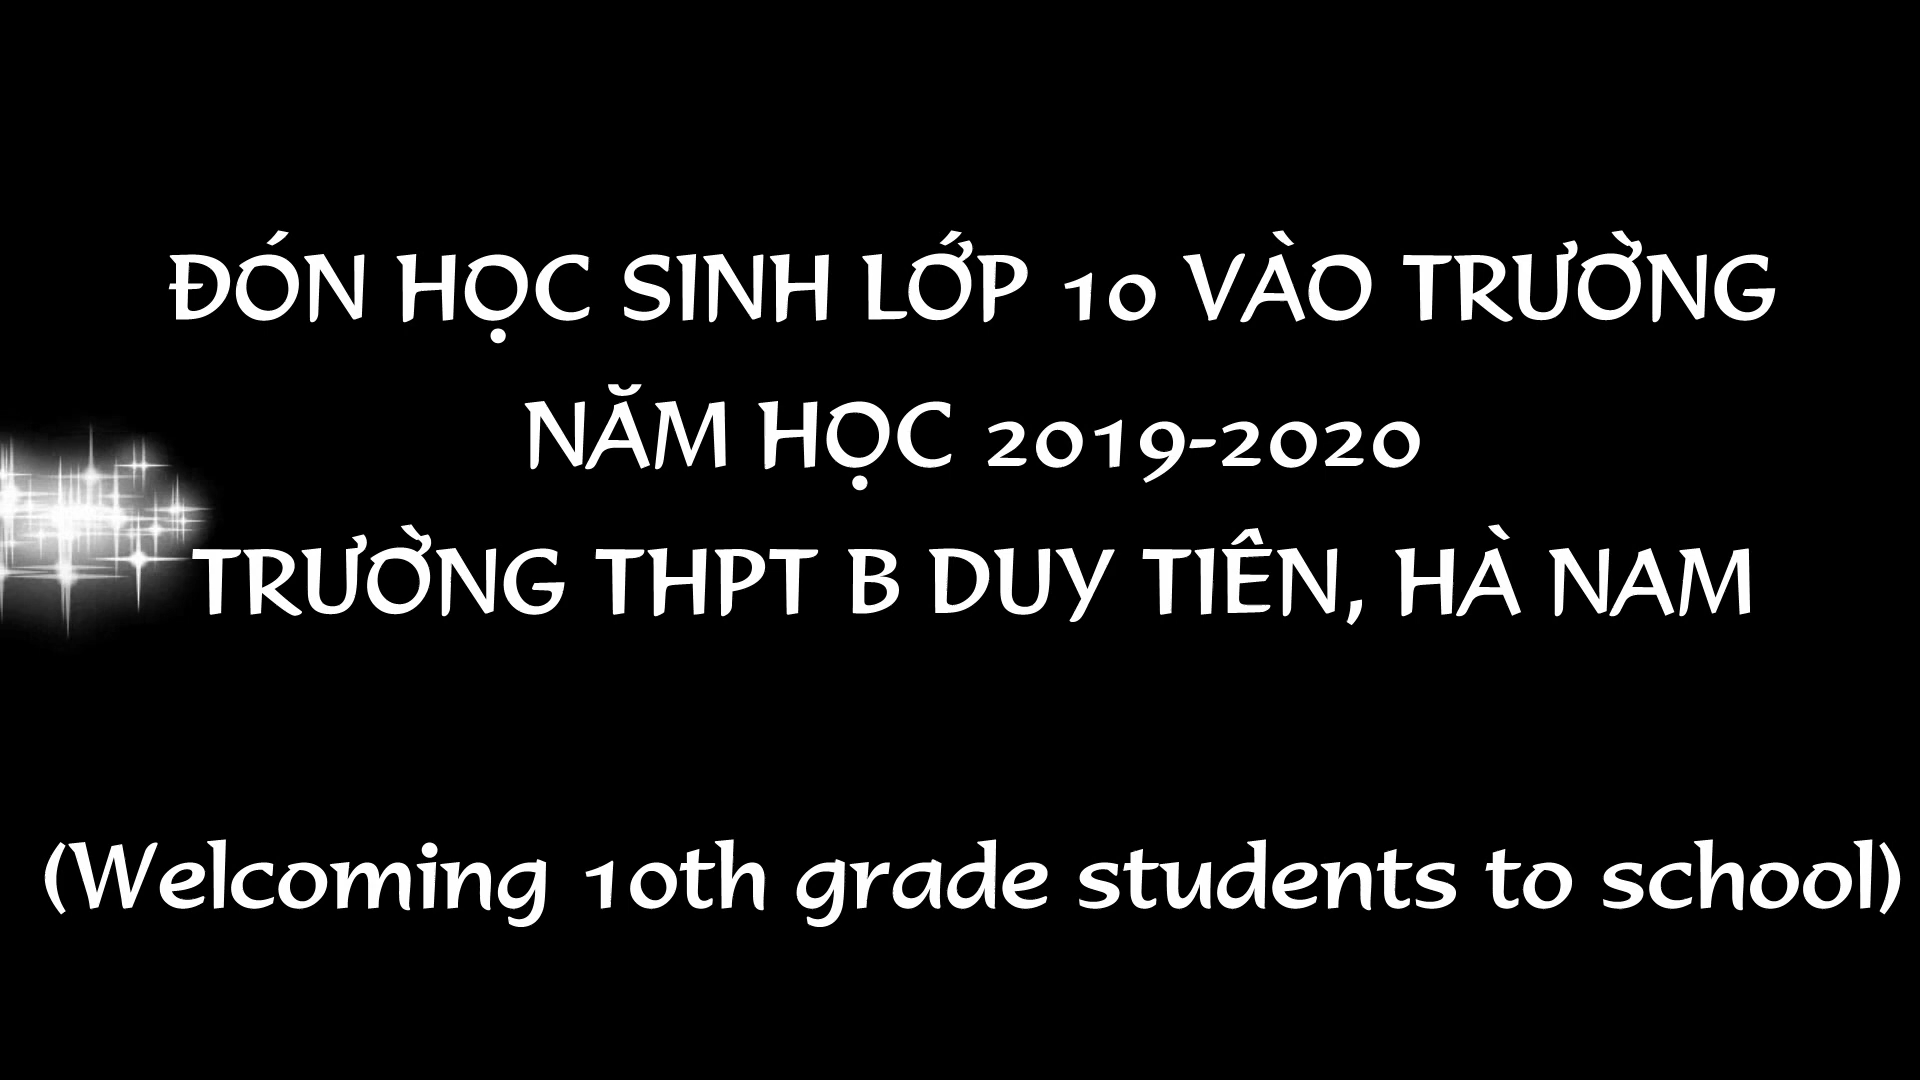 ĐÓN HỌC SINH LỚP 10 VÀO TRƯỜNG
NĂM HỌC 2019-2020
TRƯỜNG THPT B DUY TIÊN, HÀ NAM
(Welcoming 10th grade students to school)